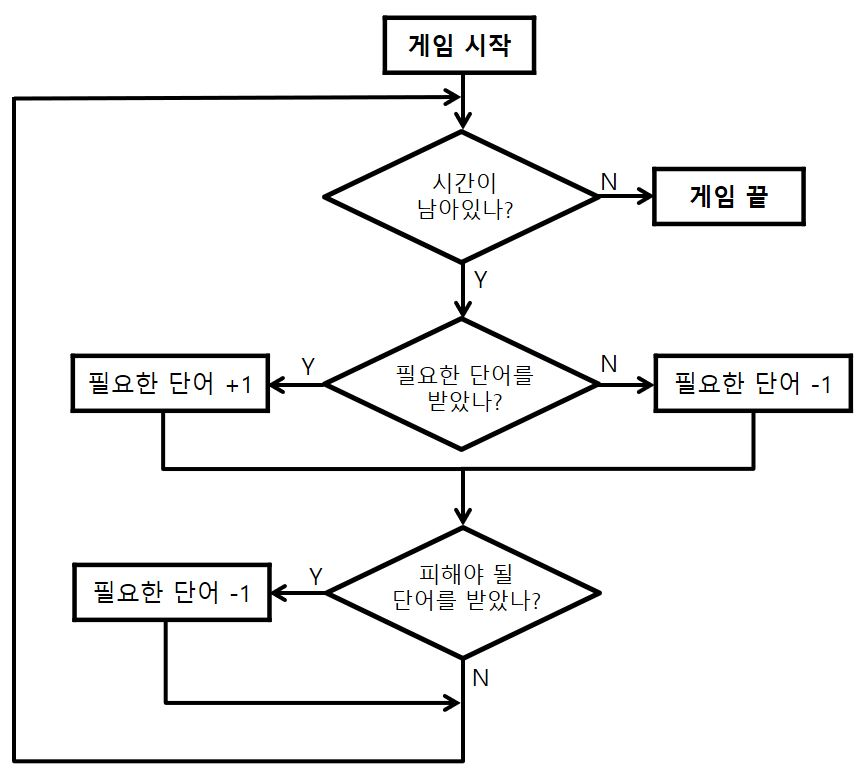 게임 시작
시간이
남아있나?
N
게임 끝
Y
필요한 단어 +1
Y
필요한 단어를
받았나?
N
필요한 단어 -1
필요한 단어 -1
Y
피해야 될
단어를 받았나?
N